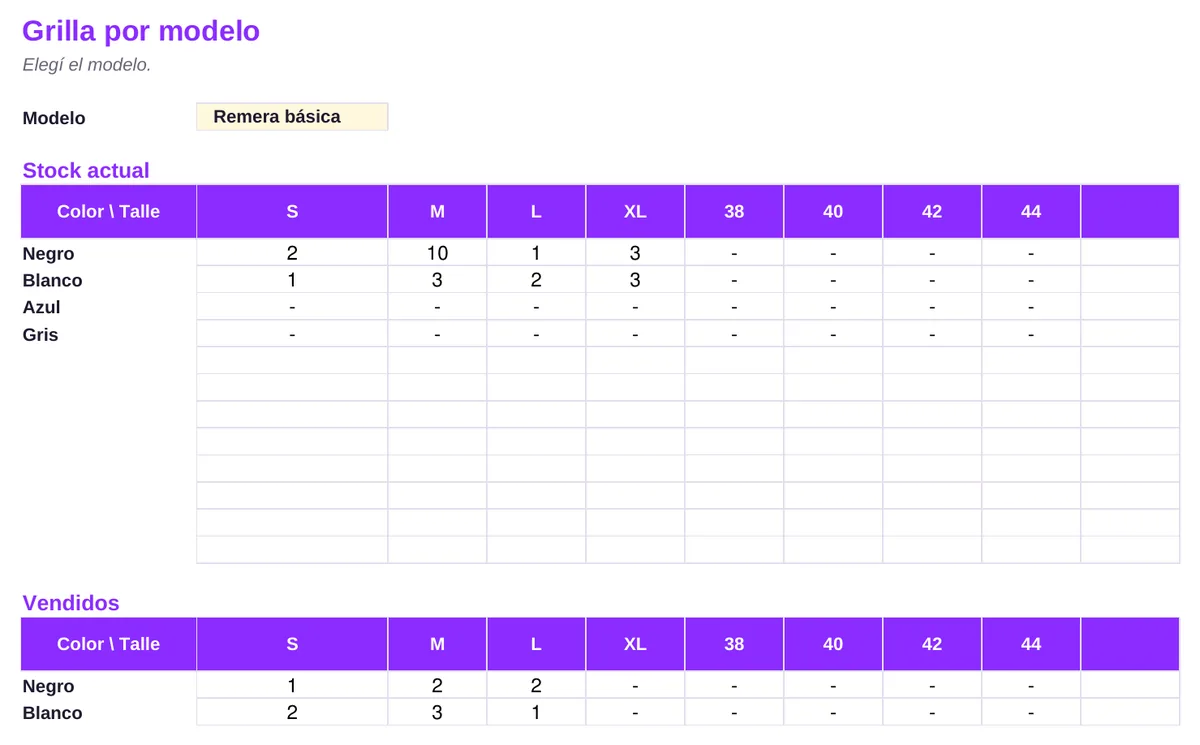 Grilla por modelo
Elegí el modelo.
Modelo Remera básica
Stock actual
Color \ Talle S M L XL 38 40 42 44
Negro 2 10 1 3 - - - -
Blanco 1 3 2 3 - - - -
Azul - - - - - - - -
Gris - - - - - - - -
Vendidos
Color \ Talle S M L XL 38 40 42 44
Negro 1 2 2 - - - - -
Blanco 2 3 1 - - - - -